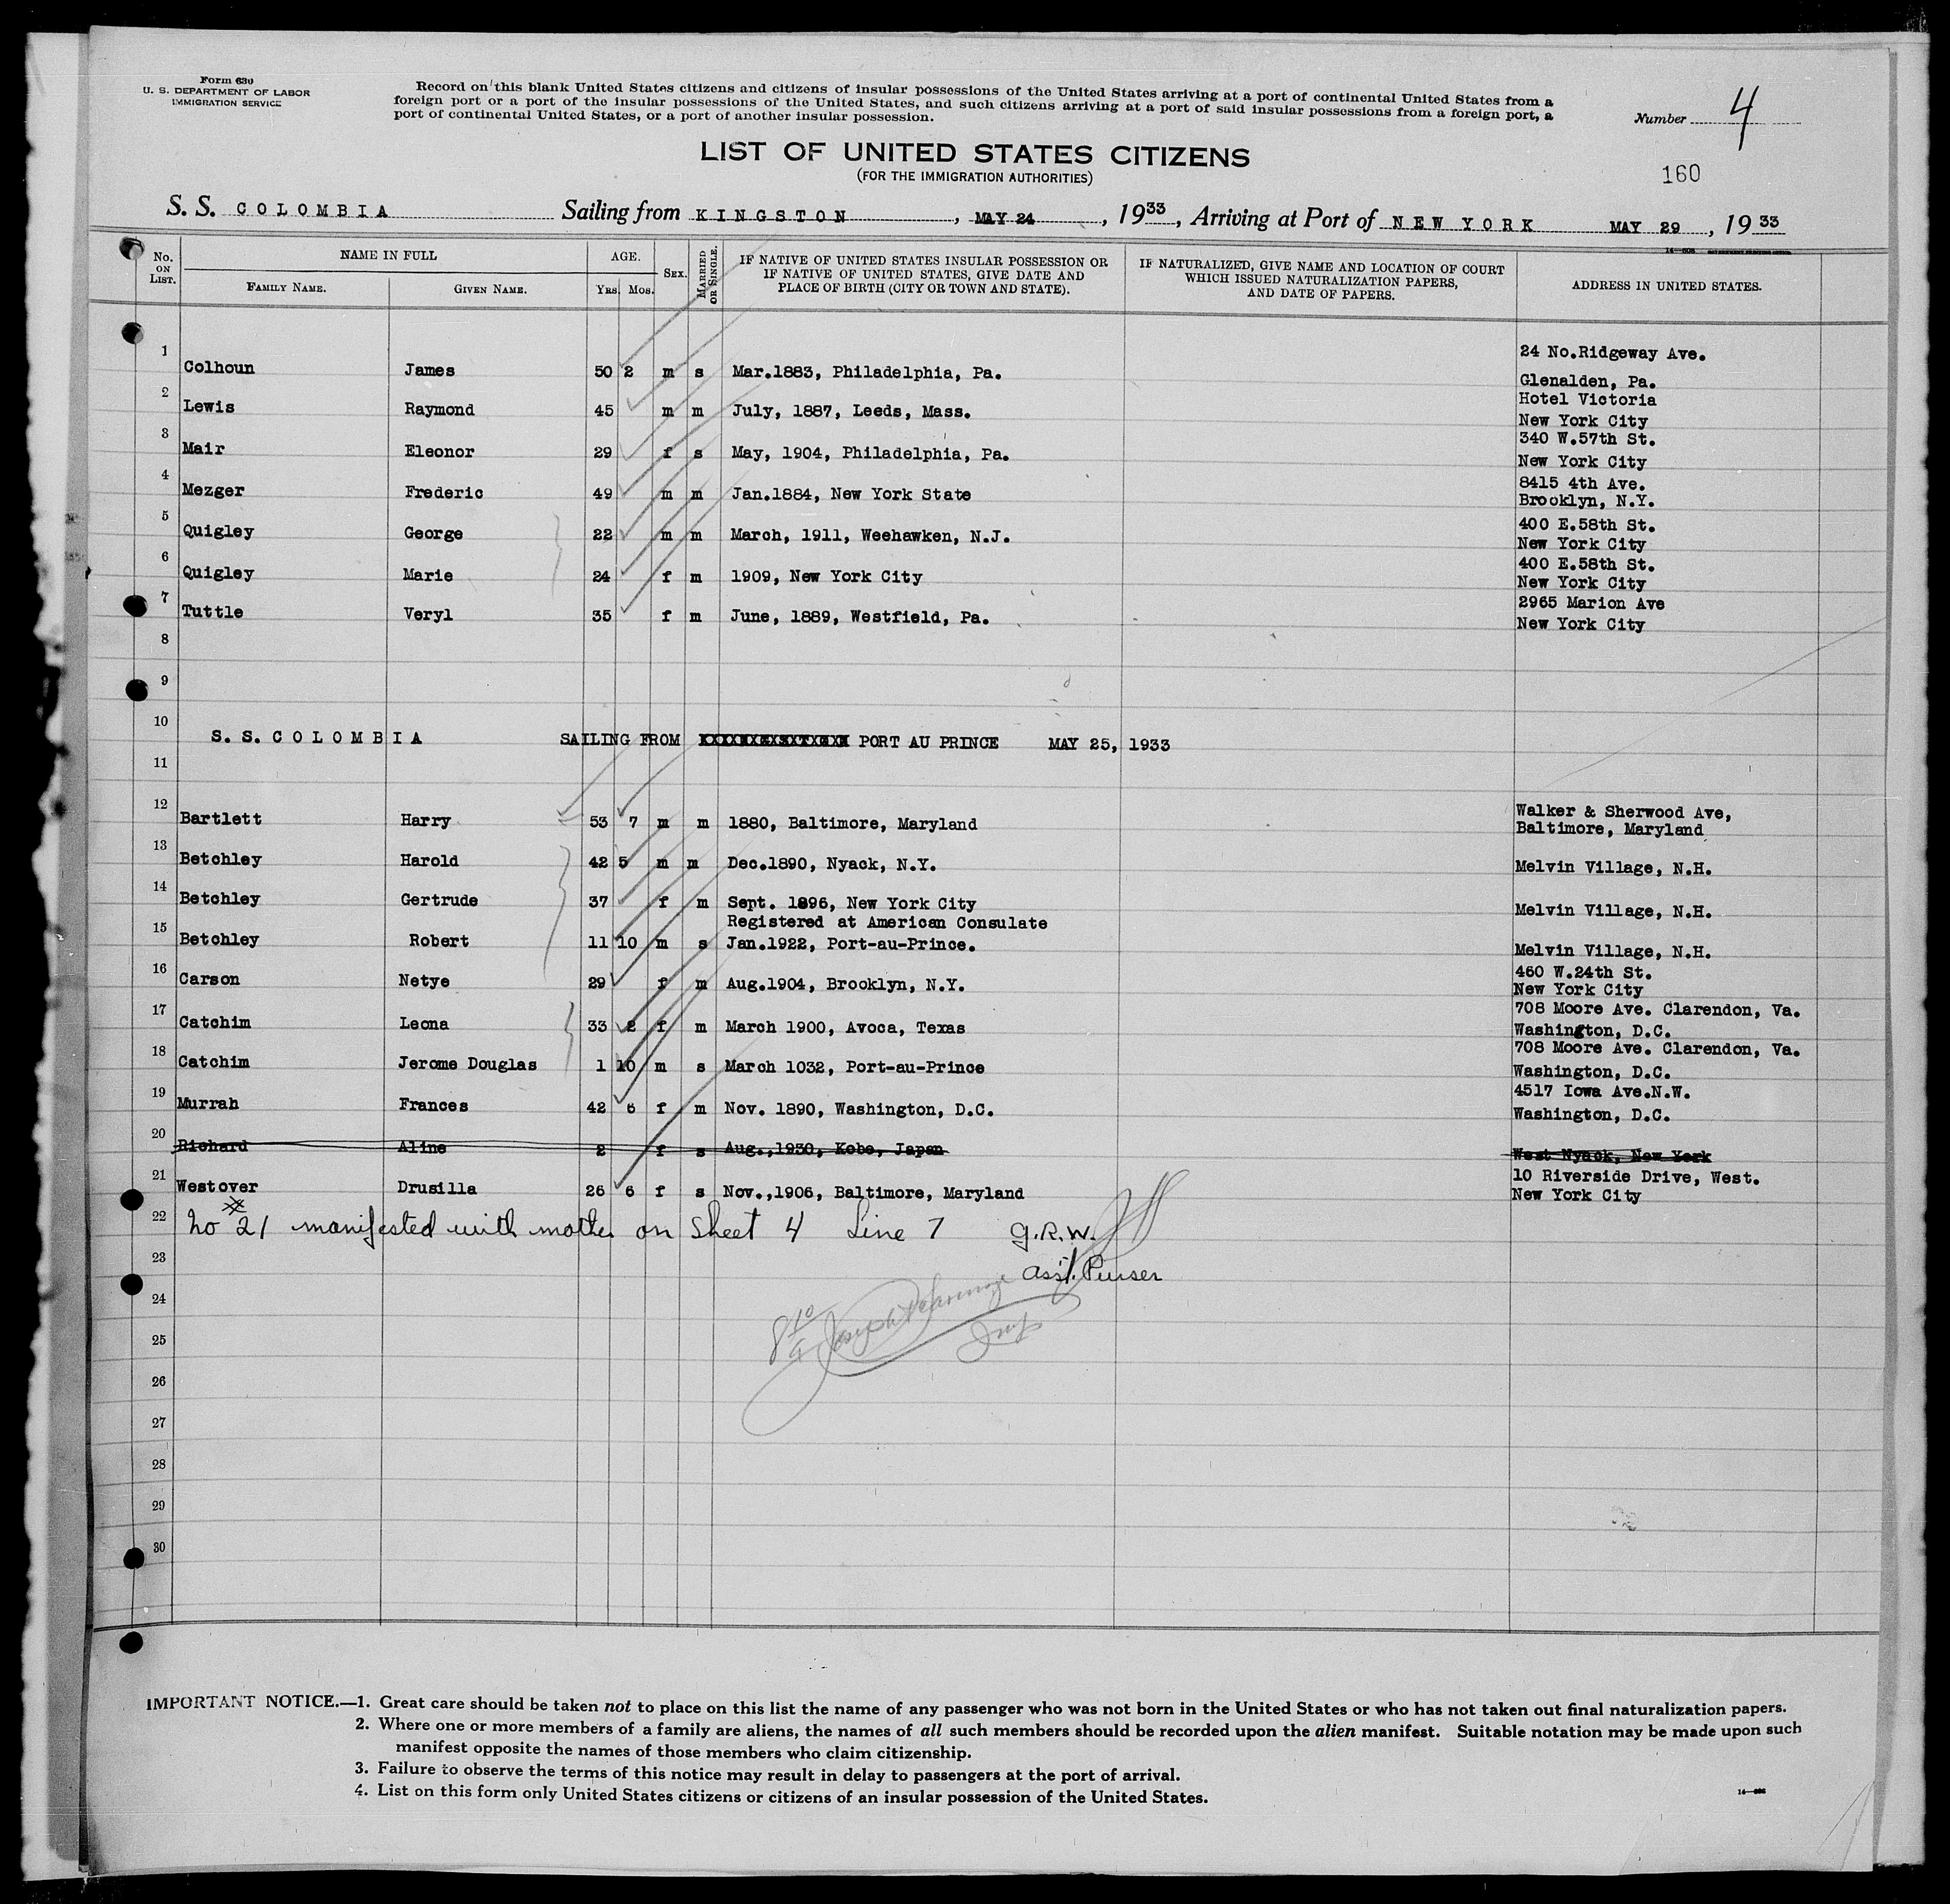 Form 630
U. S. DEPARTMENT OF LABOR
IMMIGRATION SERVICE
Record on this blank United States citizens and citizens of insular possessions of the United States arriving at a port of continental United States from a
foreign port or a port of the insular possessions of the United States, and such citizens arriving at a port of said insular possessions from a foreign port, a
port of continental United States, or a port of another insular possession.
Number 4
LIST OF UNITED STATES CITIZENS
(FOR THE IMMIGRATION AUTHORITIES)
160
S. S. COLOMBIA Sailing from KINGSTON, MAY 24, 1933, Arriving at Port of NEW YORK MAY 29, 1933
No. ON LIST. NAME IN FULL FAMILY NAME. GIVEN NAME. AGE. YRS. MOS. SEX. MARRIED OR SINGLE. IF NATIVE OF UNITED STATES INSULAR POSSESSION OR IF NATIVE OF UNITED STATES, GIVE DATE AND PLACE OF BIRTH (CITY OR TOWN AND STATE). IF NATURALIZED, GIVE NAME AND LOCATION OF COURT WHICH ISSUED NATURALIZATION PAPERS, AND DATE OF PAPERS. ADDRESS IN UNITED STATES.
1 Colhoun James 50 2 m s Mar.1883, Philadelphia, Pa. 24 No.Ridgeway Ave. Glenalden, Pa.
2 Lewis Raymond 45 m m July, 1887, Leeds, Mass. Hotel Victoria New York City
3 Mair Eleonor 29 f s May, 1904, Philadelphia, Pa. 340 W.57th St. New York City
4 Mezger Frederic 49 m m Jan.1884, New York State 8415 4th Ave. Brooklyn, N.Y.
5 Quigley George 22 m m March, 1911, Weehawken, N.J. 400 E.58th St. New York City
6 Quigley Marie 24 f m 1909, New York City 400 E.58th St. New York City
7 Tuttle Veryl 35 f m June, 1889, Westfield, Pa. 2965 Marion Ave New York City
8
9
10 S. S. COLOMBIA SAILING FROM PORT AU PRINCE MAY 25, 1933
11
12 Bartlett Harry 53 7 m m 1880, Baltimore, Maryland Walker & Sherwood Ave, Baltimore, Maryland
13 Betchley Harold 42 5 m m Dec.1890, Nyack, N.Y. Melvin Village, N.H.
14 Betchley Gertrude 37 f m Sept. 1896, New York City Melvin Village, N.H.
15 Betchley Robert 11 10 m s Registered at American Consulate Jan.1922, Port-au-Prince. Melvin Village, N.H.
16 Carson Netye 29 f m Aug.1904, Brooklyn, N.Y. 460 W.24th St. New York City
17 Catchim Leona 33 2 f m March 1900, Avoca, Texas 708 Moore Ave. Clarendon, Va. Washington, D.C.
18 Catchim Jerome Douglas 1 10 m s March 1032, Port-au-Prince 708 Moore Ave. Clarendon, Va. Washington, D.C.
19 Murrah Frances 42 6 f m Nov. 1890, Washington, D.C. 4517 Iowa Ave.N.W. Washington, D.C.
20 Richard Aline 2 f s Aug.,1930, Kobe, Japan West Nyack, New York
21 Westover Drusilla 26 6 f s Nov.,1906, Baltimore, Maryland 10 Riverside Drive, West. New York City
22 No 21 manifested with mother on sheet 4 Line 7 G.R.W.
23 Ass't. Purser
24
25
26
27
28
29
30
IMPORTANT NOTICE.—1. Great care should be taken not to place on this list the name of any passenger who was not born in the United States or who has not taken out final naturalization papers.
2. Where one or more members of a family are aliens, the names of all such members should be recorded upon the alien manifest. Suitable notation may be made upon such
manifest opposite the names of those members who claim citizenship.
3. Failure to observe the terms of this notice may result in delay to passengers at the port of arrival.
4. List on this form only United States citizens or citizens of an insular possession of the United States.